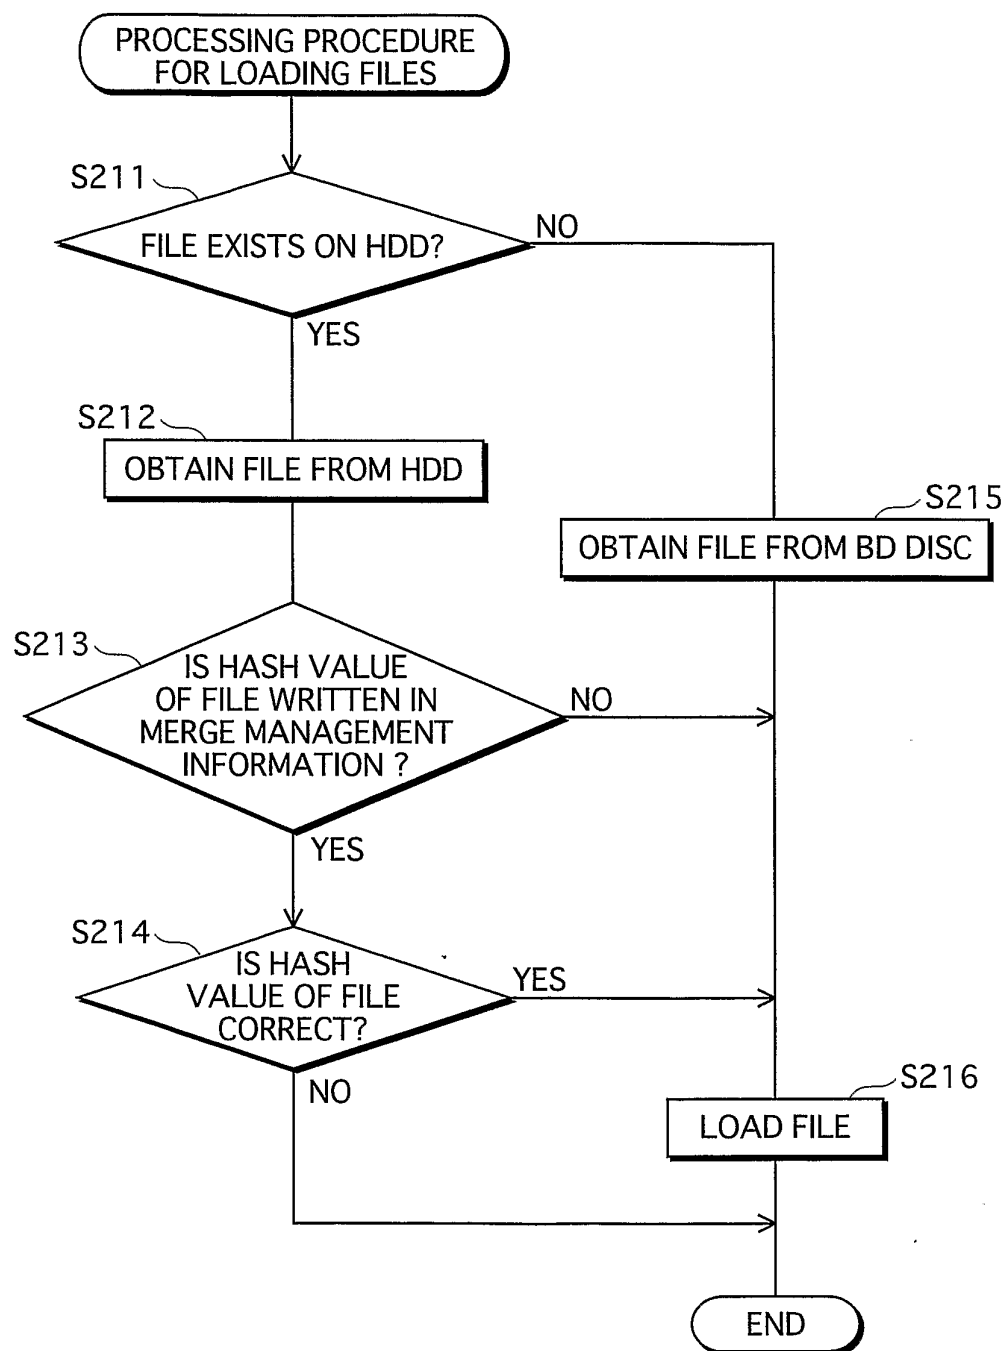 PROCESSING PROCEDURE
FOR LOADING FILES
S211
FILE EXISTS ON HDD?
NO
YES
S212
OBTAIN FILE FROM HDD
S215
OBTAIN FILE FROM BD DISC
S213
IS HASH VALUE
OF FILE WRITTEN IN
MERGE MANAGEMENT
INFORMATION ?
NO
YES
S214
IS HASH
VALUE OF FILE
CORRECT?
YES
NO
S216
LOAD FILE
END